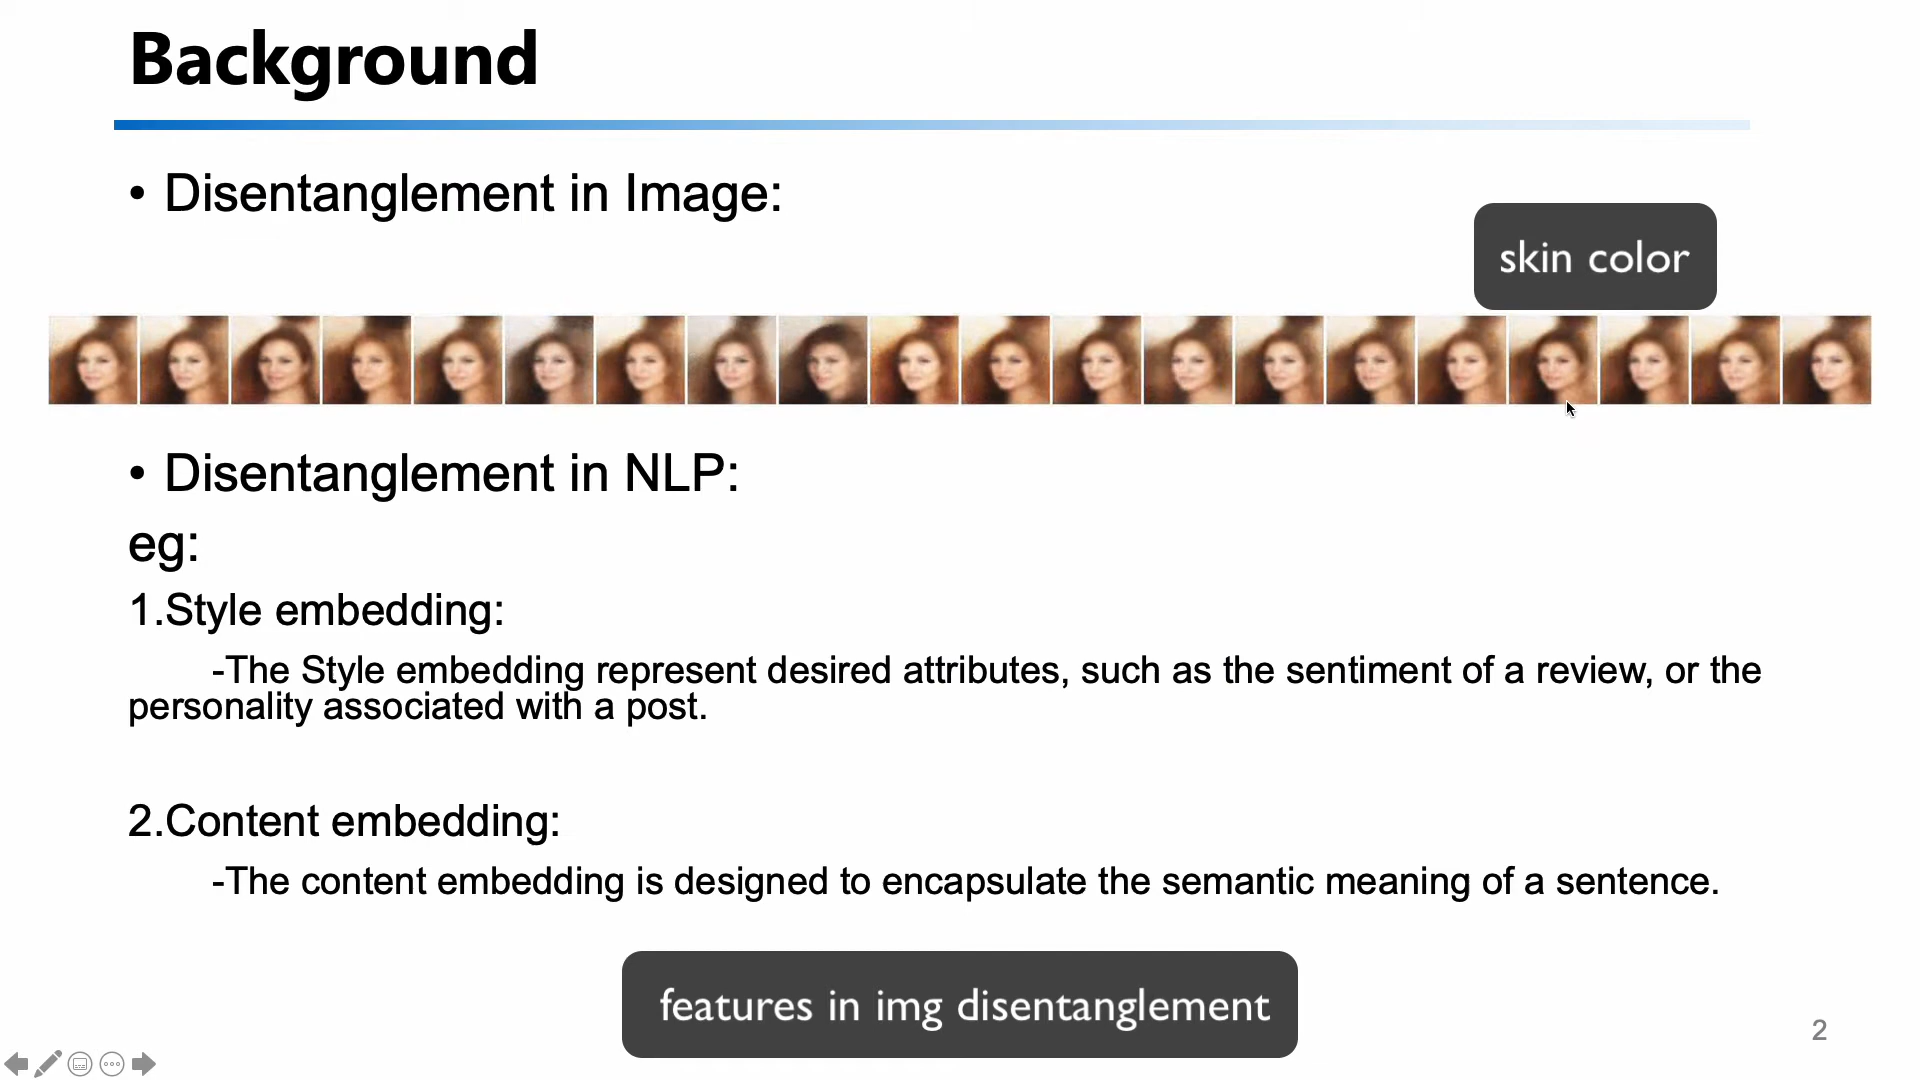 Background
• Disentanglement in Image:
skin color
• Disentanglement in NLP:
eg:
1.Style embedding:
-The Style embedding represent desired attributes, such as the sentiment of a review, or the
personality associated with a post.
2.Content embedding:
-The content embedding is designed to encapsulate the semantic meaning of a sentence.
features in img disentanglement
2